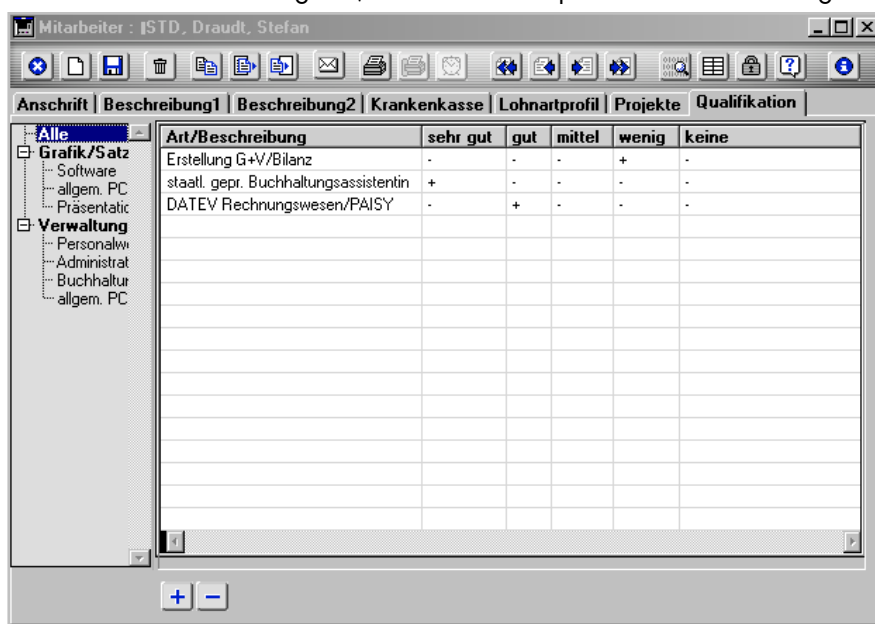 Mitarbeiter : ISTD, Draudt, Stefan
Anschrift Beschreibung1 Beschreibung2 Krankenkasse Lohnartprofil Projekte Qualifikation
Alle
Grafik/Satz
Software
allgem. PC
Präsentatic
Verwaltung
Personalw
Administrat
Buchhaltur
allgem. PC
Art/Beschreibung sehr gut gut mittel wenig keine
Erstellung G+V/Bilanz - - - + -
staatl. gepr. Buchhaltungsassistentin + - - - -
DATEV Rechnungswesen/PAISY - + - - -